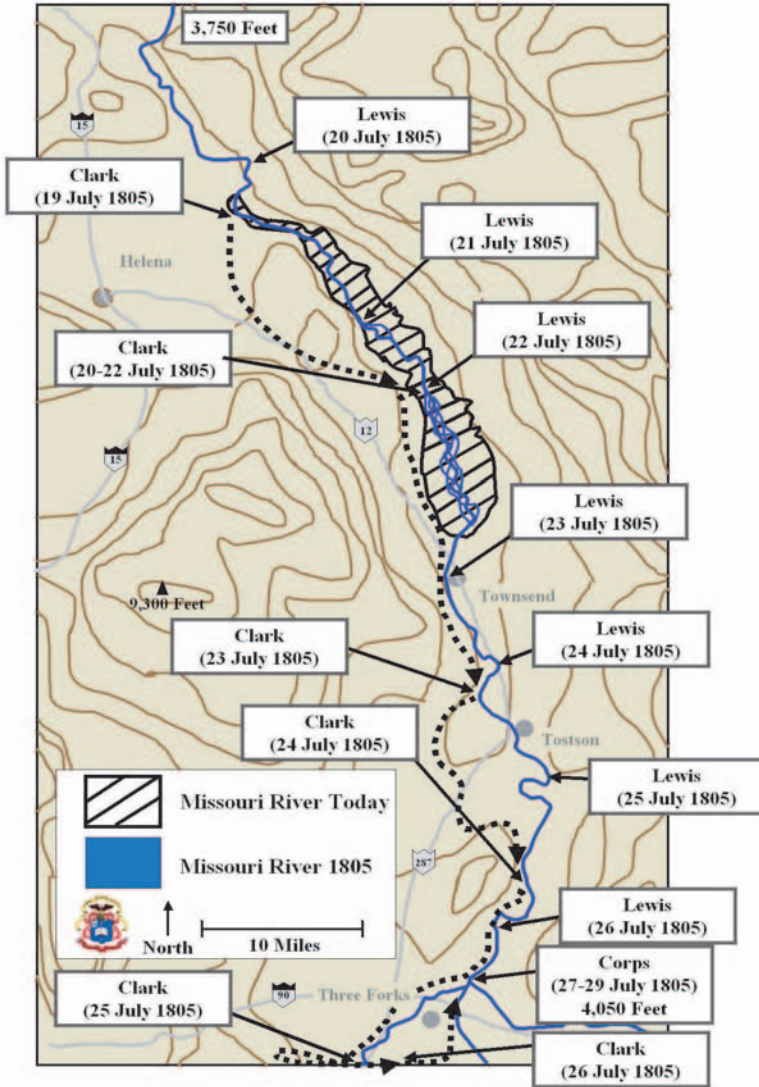 3,750 Feet
15
Lewis
(20 July 1805)
Clark
(19 July 1805)
Lewis
(21 July 1805)
Helena
Lewis
(22 July 1805)
Clark
(20-22 July 1805)
12
15
Lewis
(23 July 1805)
9,300 Feet
Townsend
Clark
(23 July 1805)
Lewis
(24 July 1805)
Clark
(24 July 1805)
Tostson
Lewis
(25 July 1805)
Missouri River Today
Missouri River 1805
287
North
10 Miles
Lewis
(26 July 1805)
Corps
(27-29 July 1805)
4,050 Feet
Clark
(25 July 1805)
90
Three Forks
Clark
(26 July 1805)